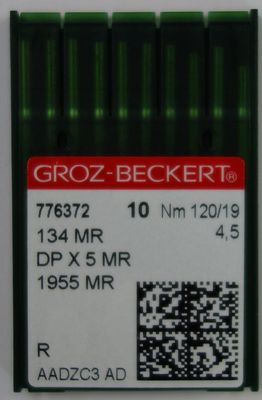 GROZ-BECKERT®
776372 10 Nm 120/19
134 MR 4,5
DP X 5 MR
1955 MR
R
AADZC3 AD